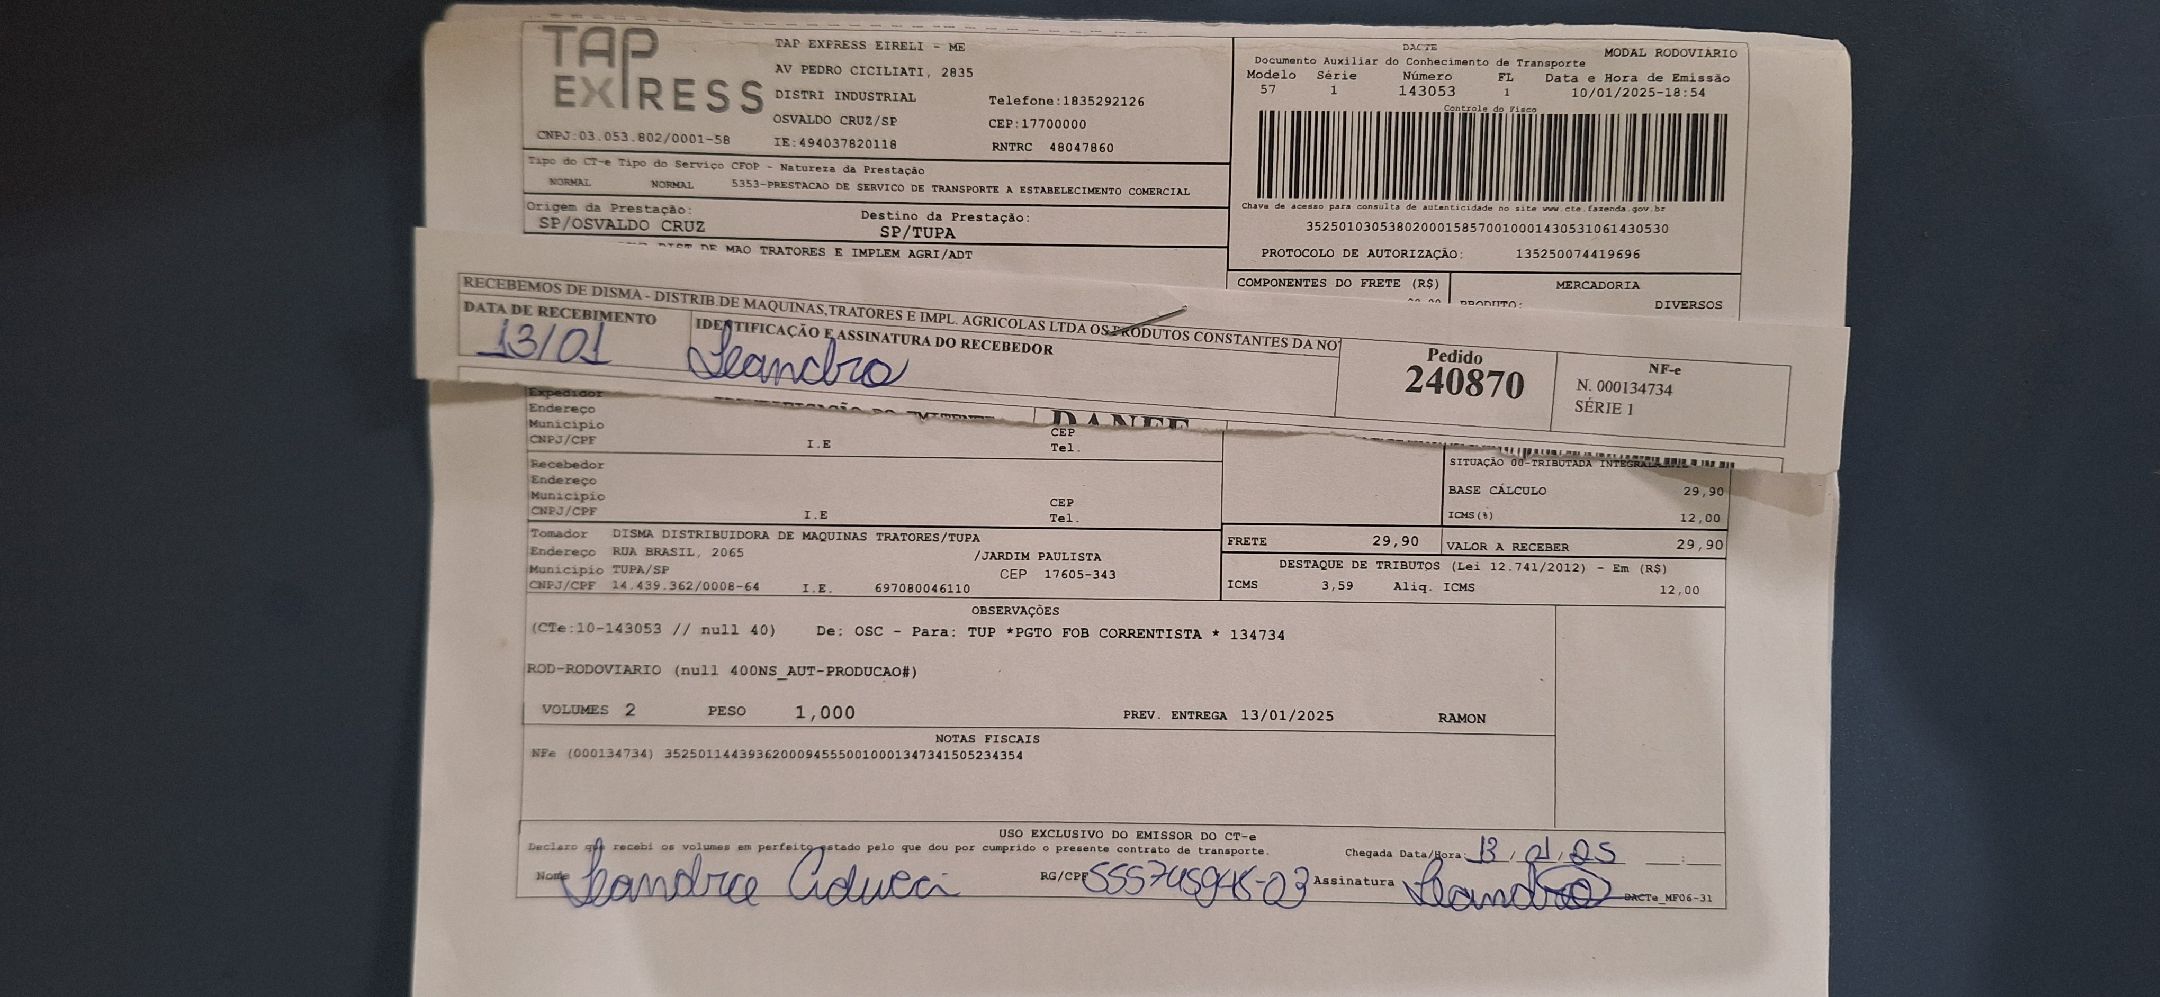 TAP EXPRESS
TAP EXPRESS EIRELI - ME
AV PEDRO CICILIATI, 2835
DISTRI INDUSTRIAL
Telefone:1835292126
OSVALDO CRUZ/SP
CEP:17700000
CNPJ:03.053.802/0001-58
IE:494037820118
RNTRC 48047860
DACTE
MODAL RODOVIARIO
Documento Auxiliar do Conhecimento de Transporte
Modelo Série Número FL Data e Hora de Emissão
57 1 143053 1 10/01/2025-18:54
Controle do Fisco
Chave de acesso para consulta de autenticidade no site www.cte.fazenda.gov.br
35250103053802000158570010001430531061430530
PROTOCOLO DE AUTORIZAÇÃO: 135250074419696
Tipo do CT-e Tipo do Serviço CFOP - Natureza da Prestação
NORMAL NORMAL 5353-PRESTACAO DE SERVICO DE TRANSPORTE A ESTABELECIMENTO COMERCIAL
Origem da Prestação:
SP/OSVALDO CRUZ
Destino da Prestação:
SP/TUPA
DIST DE MAO TRATORES E IMPLEM AGRI/ADT
COMPONENTES DO FRETE (R$)
MERCADORIA
PRODUTO: DIVERSOS
RECEBEMOS DE DISMA - DISTRIB.DE MAQUINAS,TRATORES E IMPL. AGRICOLAS LTDA OS PRODUTOS CONSTANTES DA NO
DATA DE RECEBIMENTO
13/01
IDENTIFICAÇÃO E ASSINATURA DO RECEBEDOR
Leandro
Pedido
240870
NF-e
N. 000134734
SÉRIE 1
Expedidor
DANFE
Endereço
Município CEP
CNPJ/CPF I.E Tel.
Recebedor
Endereço
Município CEP
CNPJ/CPF I.E Tel.
SITUAÇÃO 00-TRIBUTADA INTEGRAL
BASE CÁLCULO 29,90
ICMS(%) 12,00
Tomador DISMA DISTRIBUIDORA DE MAQUINAS TRATORES/TUPA
Endereço RUA BRASIL, 2065 /JARDIM PAULISTA
Município TUPA/SP CEP 17605-343
CNPJ/CPF 14.439.362/0008-64 I.E. 697080046110
FRETE 29,90 VALOR A RECEBER 29,90
DESTAQUE DE TRIBUTOS (Lei 12.741/2012) - Em (R$)
ICMS 3,59 Aliq. ICMS 12,00
OBSERVAÇÕES
(CTe:10-143053 // null 40) De: OSC - Para: TUP *PGTO FOB CORRENTISTA * 134734
ROD-RODOVIARIO (null 400NS_AUT-PRODUCAO#)
VOLUMES 2 PESO 1,000 PREV. ENTREGA 13/01/2025 RAMON
NOTAS FISCAIS
NFe (000134734) 35250114439362000945550010001347341505234354
USO EXCLUSIVO DO EMISSOR DO CT-e
Declaro que recebi os volumes em perfeito estado pelo que dou por cumprido o presente contrato de transporte.
Chegada Data/Hora: 13/01/25 __:__
Nome
RG/CPF
Assinatura Leandro
DACTe_MF06-31